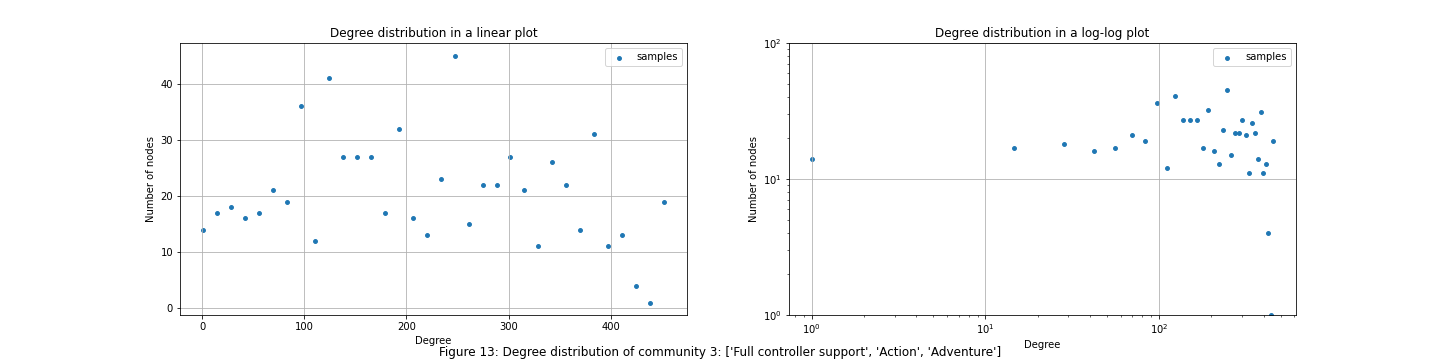 Degree distribution in a linear plot
samples
Number of nodes
40
30
20
10
0
0 100 200 300 400
Degree
Degree distribution in a log-log plot
samples
Number of nodes
10²
10¹
10⁰
10⁰ 10¹ 10²
Degree
Figure 13: Degree distribution of community 3: ['Full controller support', 'Action', 'Adventure']